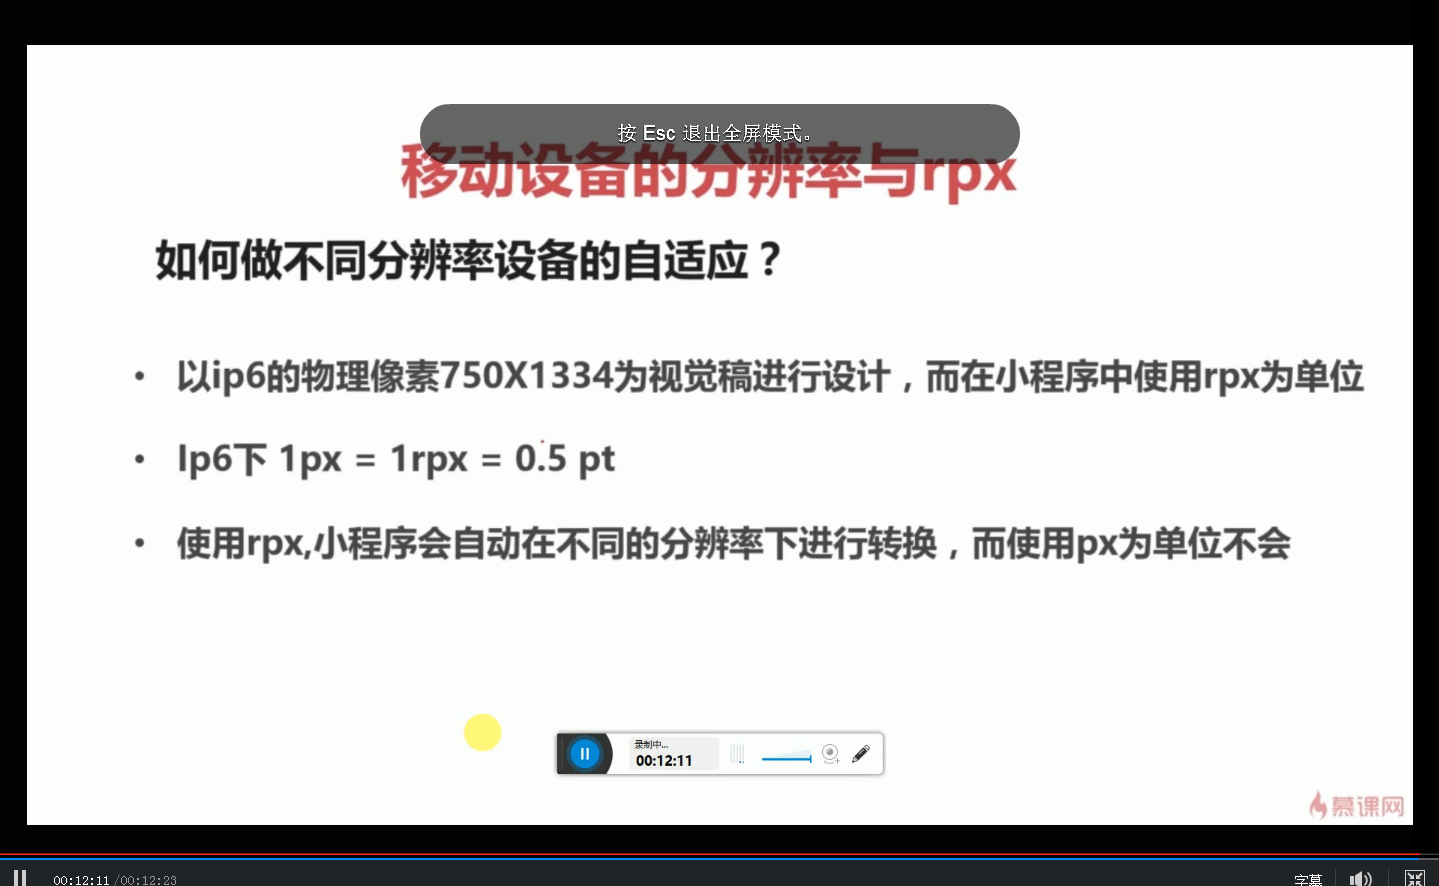 按 Esc 退出全屏模式。
移动设备的分辨率与rpx
如何做不同分辨率设备的自适应？
• 以ip6的物理像素750X1334为视觉稿进行设计，而在小程序中使用rpx为单位
• Ip6下 1px = 1rpx = 0.5 pt
• 使用rpx,小程序会自动在不同的分辨率下进行转换，而使用px为单位不会
录制中...
00:12:11
慕课网
00:12:11 /00:12:23
字幕